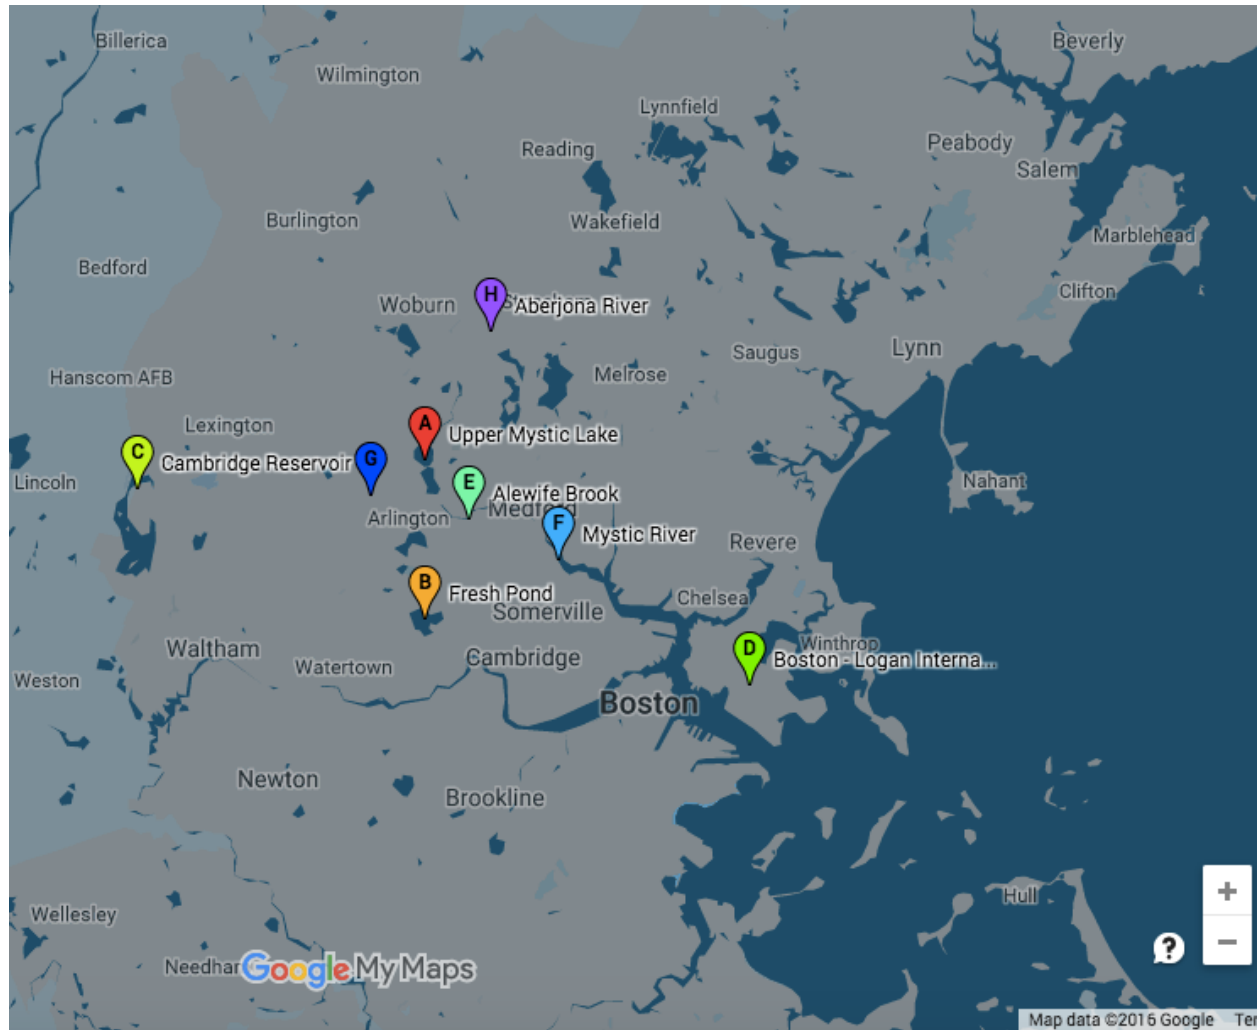 Billerica
Beverly
Wilmington
Lynnfield
Peabody
Reading
Salem
Burlington
Wakefield
Marblehead
Bedford
Clifton
H
Woburn
Aberjona River
Lynn
Saugus
Melrose
Hanscom AFB
A
Lexington
Upper Mystic Lake
C
Cambridge Reservoir
G
Lincoln
E
Nahant
Alewife Brook
Medford
Arlington
F
Mystic River
Revere
B
Fresh Pond
Chelsea
Somerville
Winthrop
D
Waltham
Cambridge
Boston - Logan Interna...
Watertown
Weston
Boston
Newton
Brookline
+
Hull
Wellesley
−
?
Needhar
Google My Maps
Map data ©2016 Google Ter